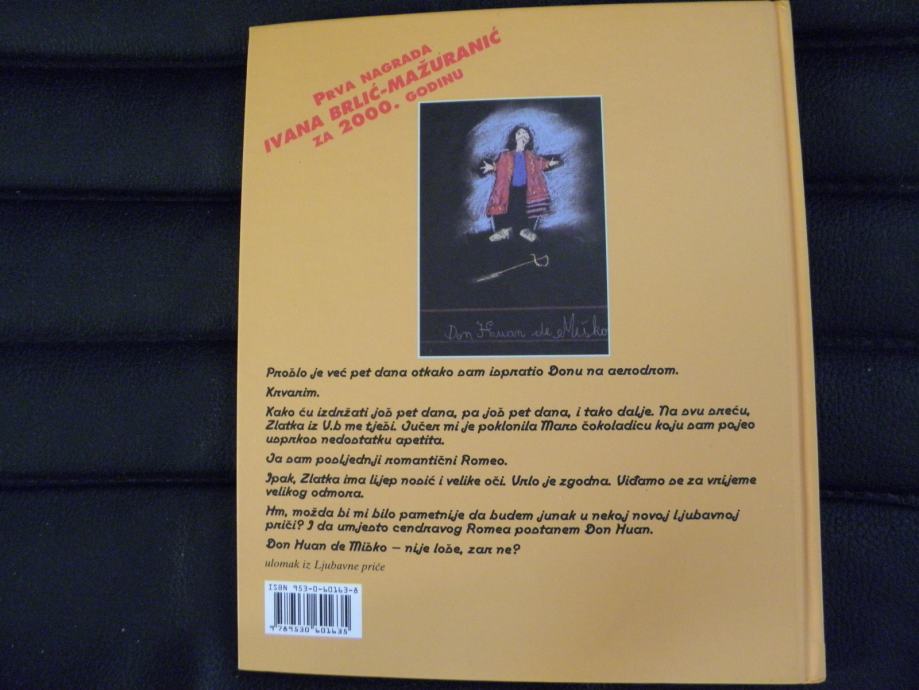 PRVA NAGRADA
IVANA BRLIĆ-MAŽURANIĆ
ZA 2000. GODINU
Don Huan de Miško
Prošlo je već pet dana otkako sam ispratio Donu na aerodrom.
Krvarim.
Kako ću izdržati još pet dana, pa još pet dana, i tako dalje. Na svu sreću,
Zlatka iz V.b me tješi. Jučer mi je poklonila Mars čokoladicu koju sam pojeo
usprkos nedostatku apetita.
Ja sam posljednji romantični Romeo.
Ipak, Zlatka ima lijep nosić i velike oči. Vrlo je zgodna. Viđamo se za vrijeme
velikog odmora.
Hm, možda bi mi bilo pametnije da budem junak u nekoj novoj ljubavnoj
priči? I da umjesto cendravog Romea postanem Don Huan.
Don Huan de Miško – nije loše, zar ne?
ulomak iz Ljubavne priče
ISBN 953-0-60163-8
9 789530 601635